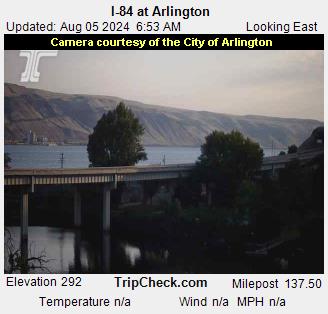 I-84 at Arlington
Updated: Aug 05 2024 6:53 AM Looking East
Camera courtesy of the City of Arlington
Elevation 292 TripCheck.com Milepost 137.50
Temperature n/a Wind n/a MPH n/a